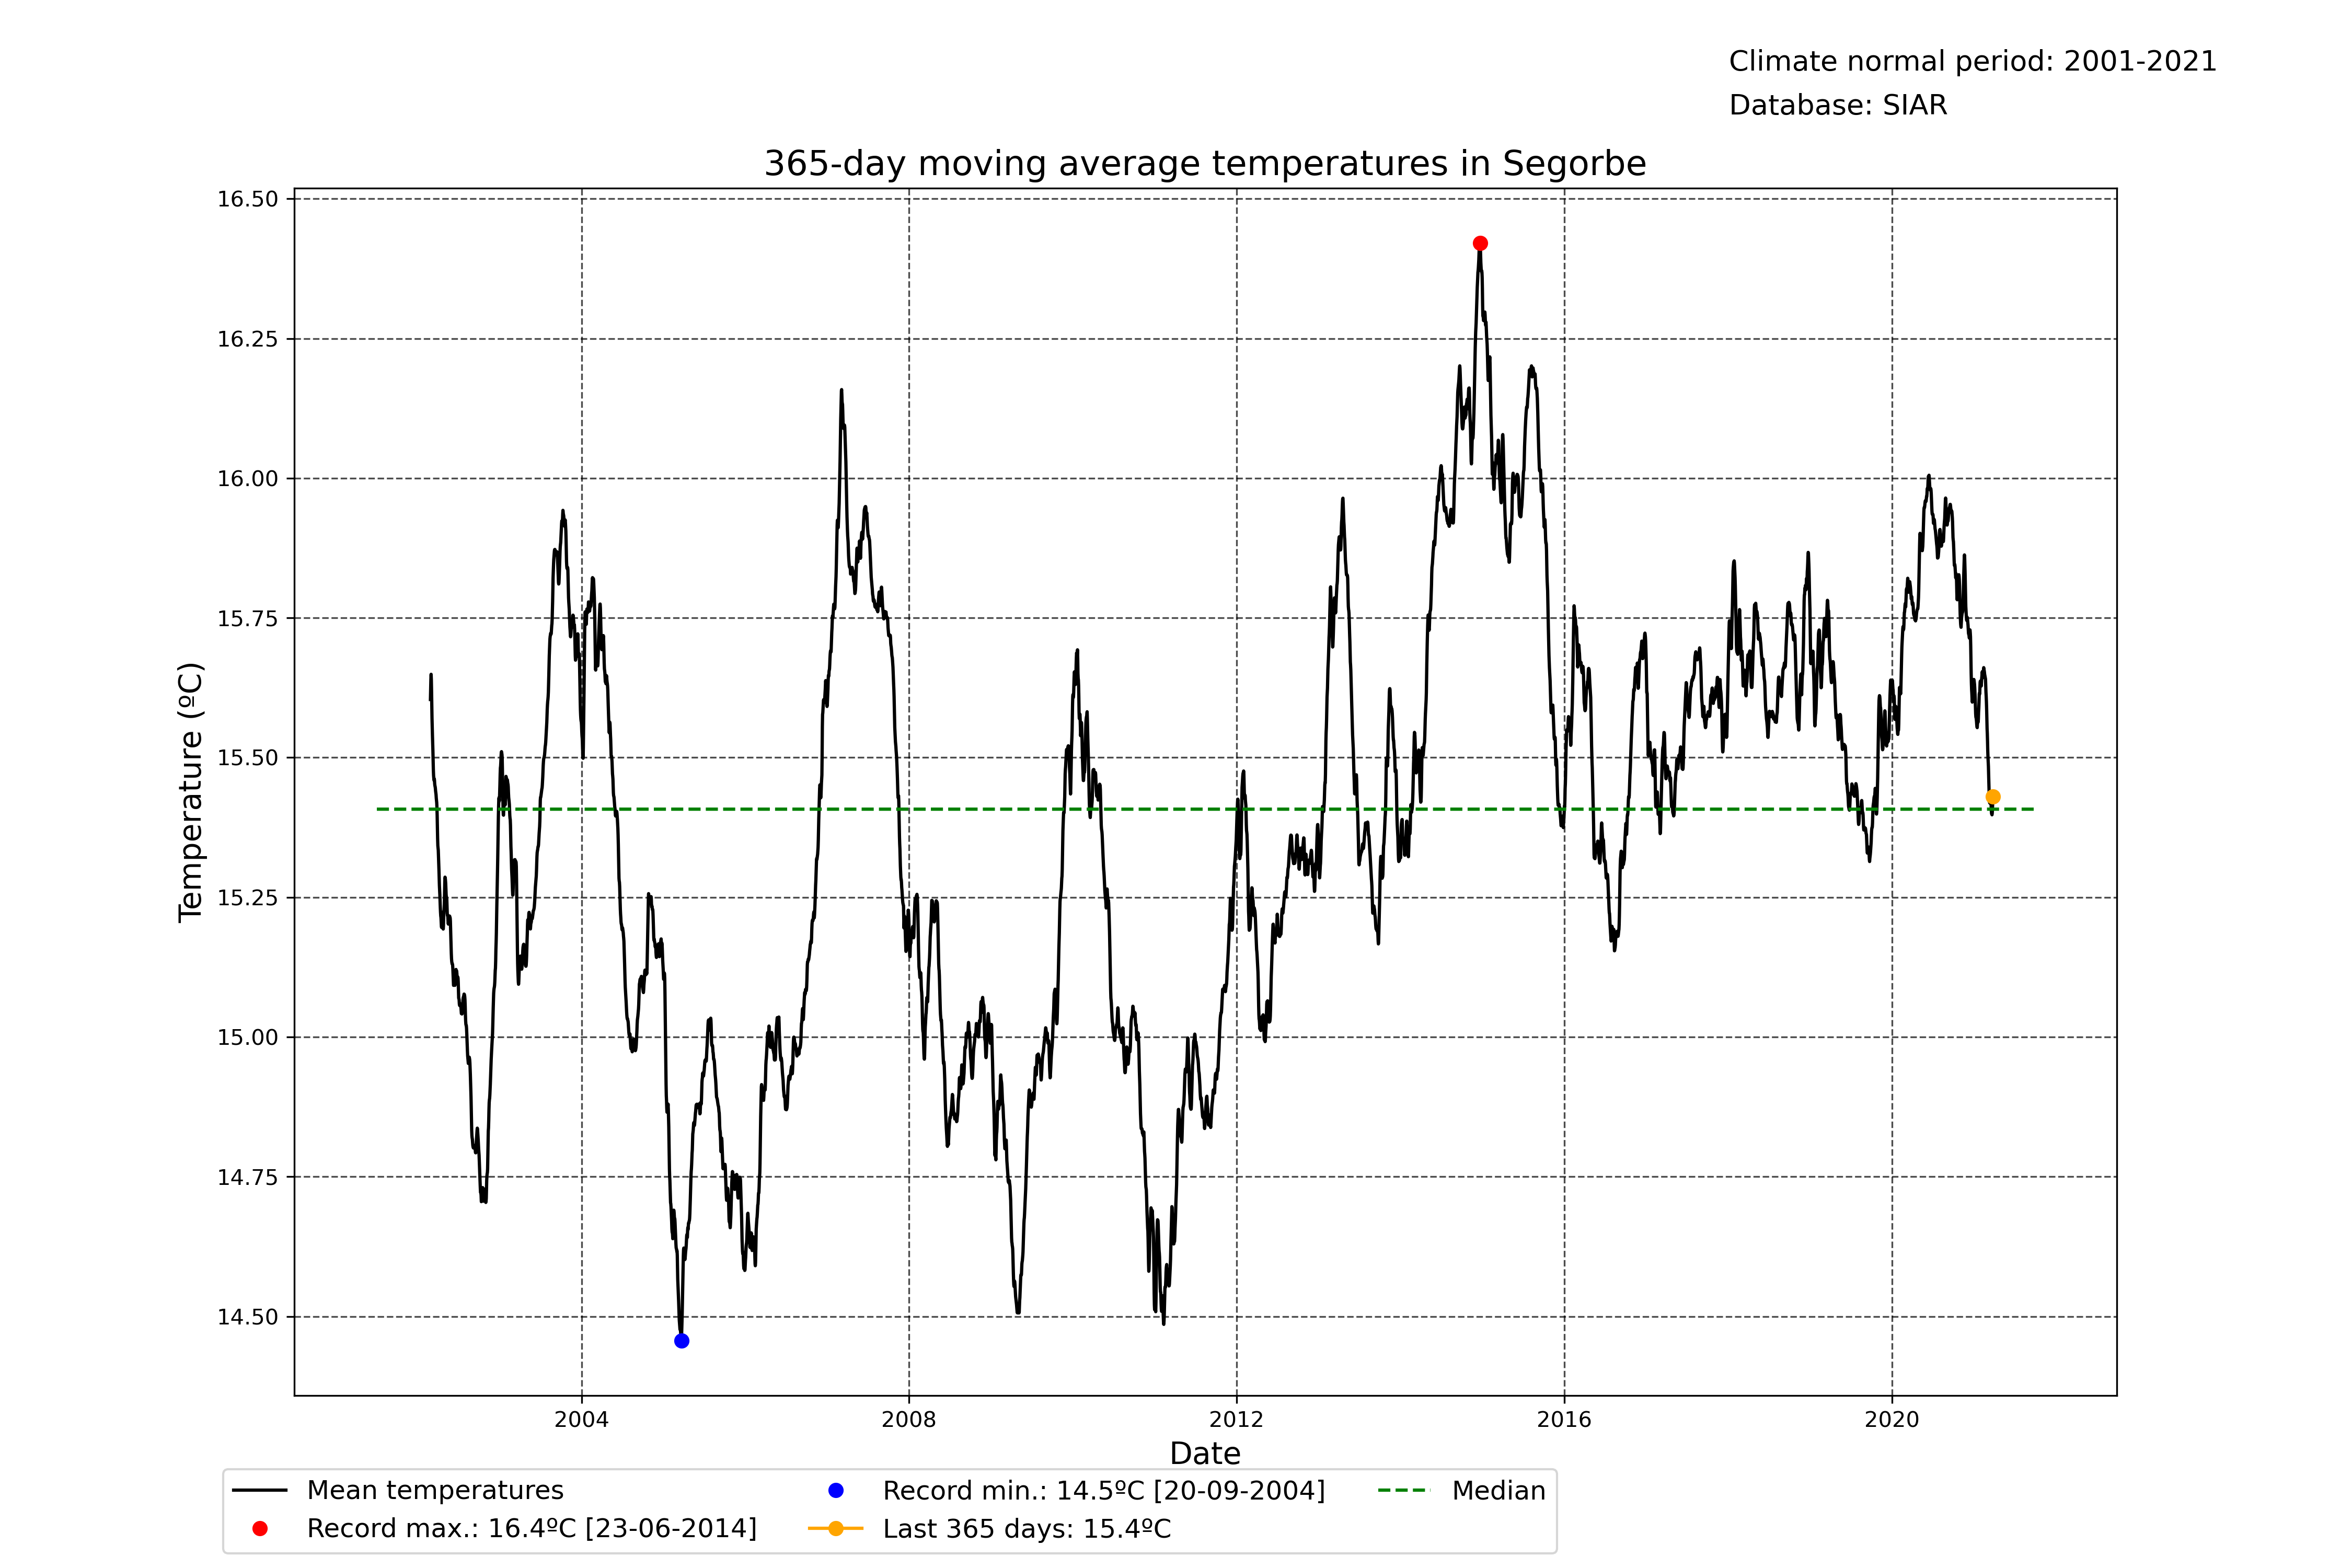 Climate normal period: 2001-2021
Database: SIAR
365-day moving average temperatures in Segorbe
16.50
16.25
16.00
15.75
15.50
15.25
15.00
14.75
14.50
Temperature (ºC)
2004 2008 2012 2016 2020
Date
Mean temperatures
Record max.: 16.4ºC [23-06-2014]
Record min.: 14.5ºC [20-09-2004]
Last 365 days: 15.4ºC
Median